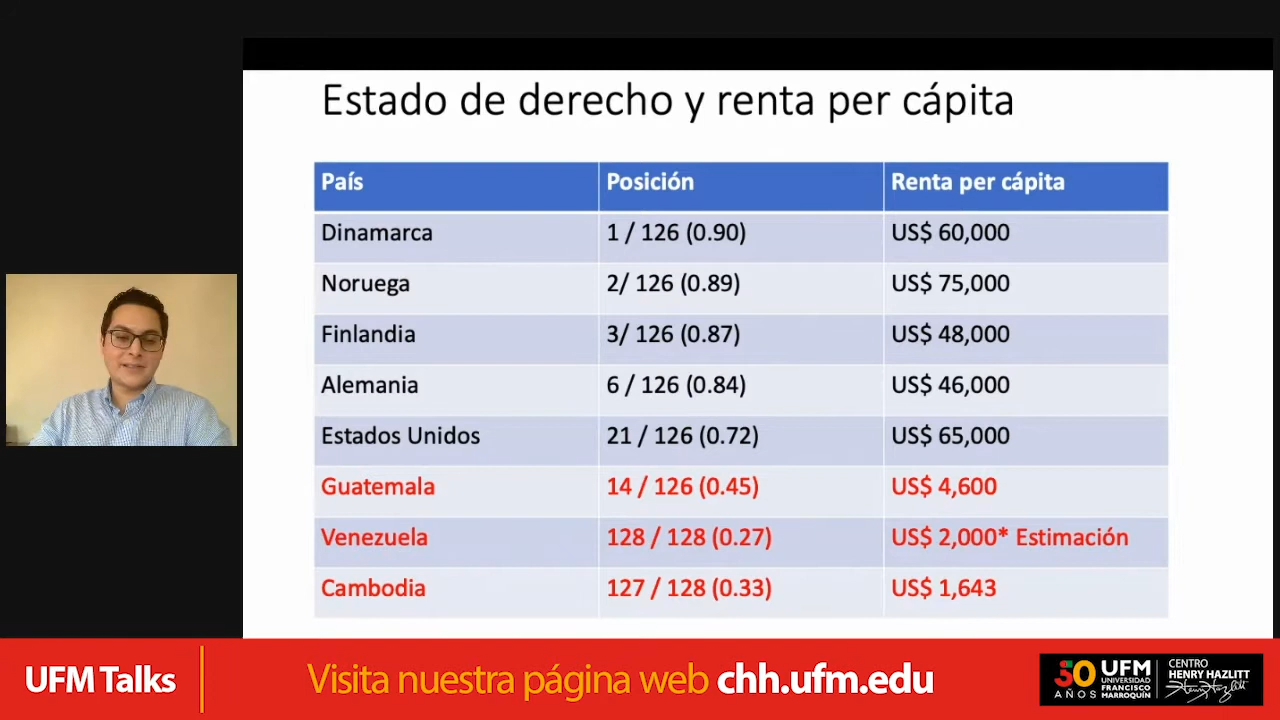 Estado de derecho y renta per cápita
País Posición Renta per cápita
Dinamarca 1 / 126 (0.90) US$ 60,000
Noruega 2/ 126 (0.89) US$ 75,000
Finlandia 3/ 126 (0.87) US$ 48,000
Alemania 6 / 126 (0.84) US$ 46,000
Estados Unidos 21 / 126 (0.72) US$ 65,000
Guatemala 14 / 126 (0.45) US$ 4,600
Venezuela 128 / 128 (0.27) US$ 2,000* Estimación
Cambodia 127 / 128 (0.33) US$ 1,643
UFM Talks
Visita nuestra página web chh.ufm.edu
50
AÑOS
UFM
UNIVERSIDAD
FRANCISCO
MARROQUÍN
CENTRO
HENRY HAZLITT
Henry Hazlitt